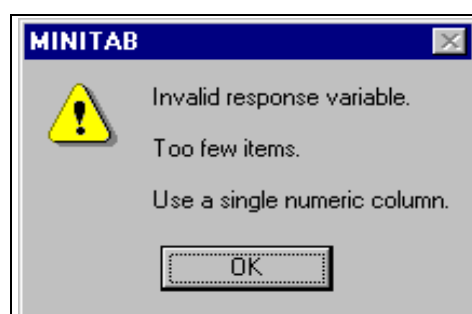 MINITAB
Invalid response variable.
Too few items.
Use a single numeric column.
OK